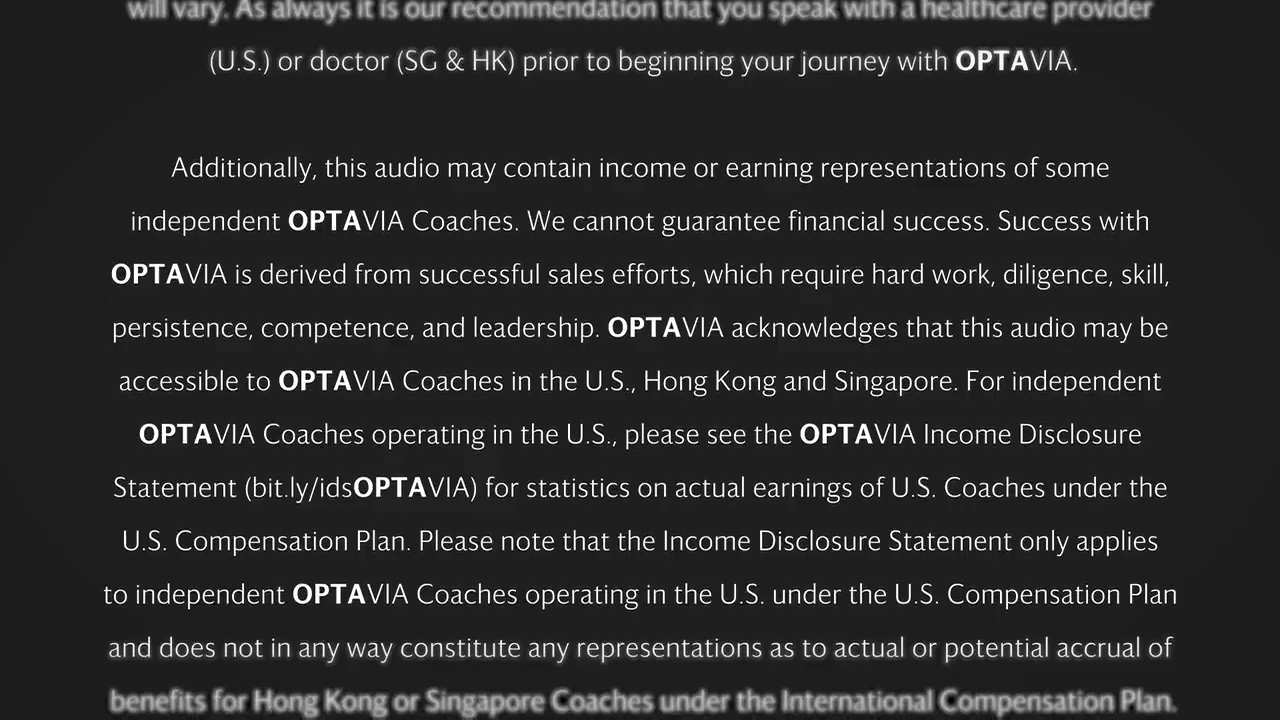 will vary. As always it is our recommendation that you speak with a healthcare provider
(U.S.) or doctor (SG & HK) prior to beginning your journey with OPTAVIA.
Additionally, this audio may contain income or earning representations of some
independent OPTAVIA Coaches. We cannot guarantee financial success. Success with
OPTAVIA is derived from successful sales efforts, which require hard work, diligence, skill,
persistence, competence, and leadership. OPTAVIA acknowledges that this audio may be
accessible to OPTAVIA Coaches in the U.S., Hong Kong and Singapore. For independent
OPTAVIA Coaches operating in the U.S., please see the OPTAVIA Income Disclosure
Statement (bit.ly/idsOPTAVIA) for statistics on actual earnings of U.S. Coaches under the
U.S. Compensation Plan. Please note that the Income Disclosure Statement only applies
to independent OPTAVIA Coaches operating in the U.S. under the U.S. Compensation Plan
and does not in any way constitute any representations as to actual or potential accrual of
benefits for Hong Kong or Singapore Coaches under the International Compensation Plan.